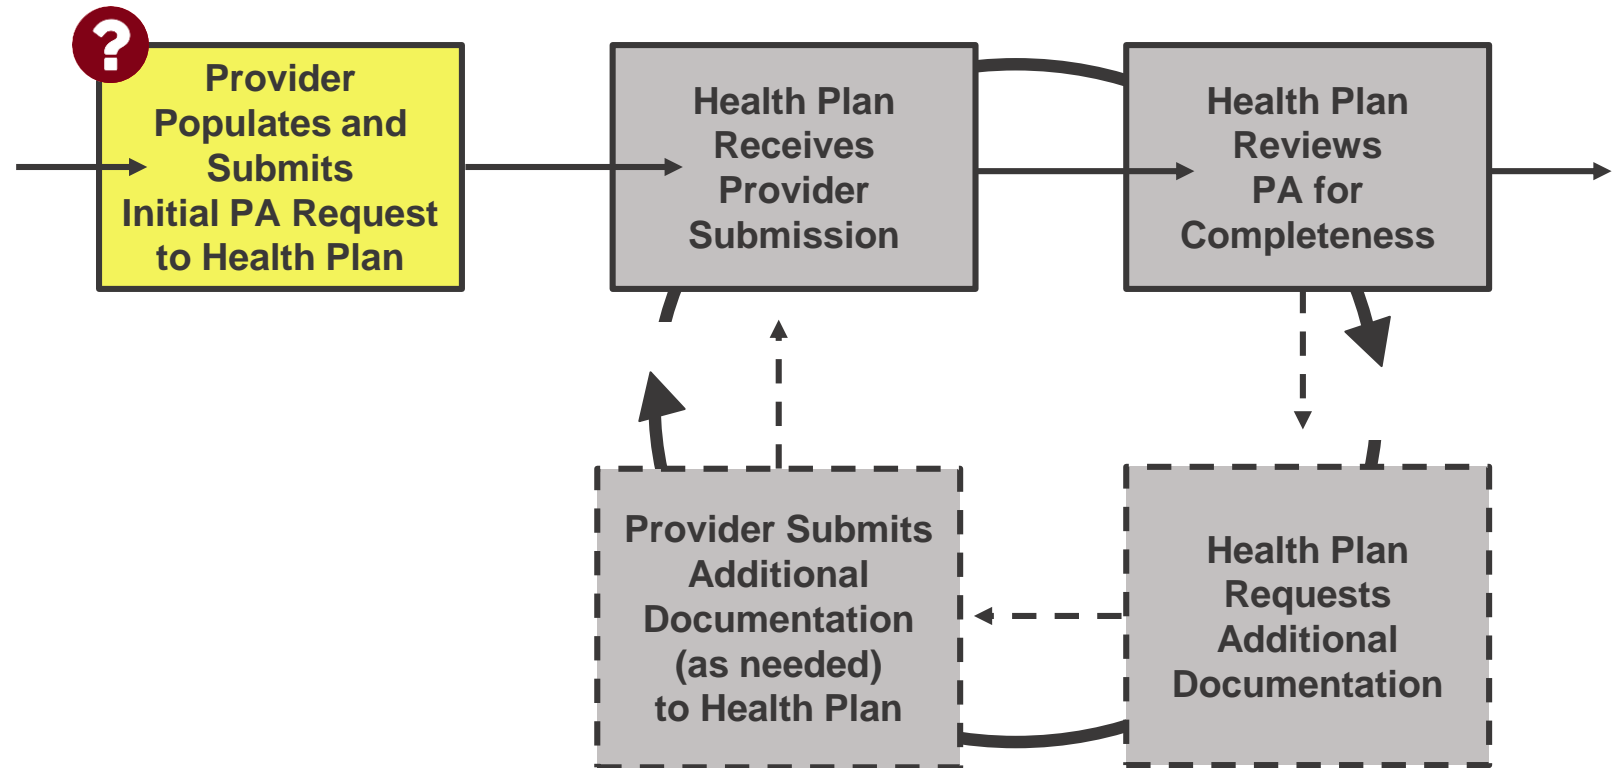 ?
Provider
Populates and
Submits
Initial PA Request
to Health Plan
Health Plan
Receives
Provider
Submission
Health Plan
Reviews
PA for
Completeness
Provider Submits
Additional
Documentation
(as needed)
to Health Plan
Health Plan
Requests
Additional
Documentation